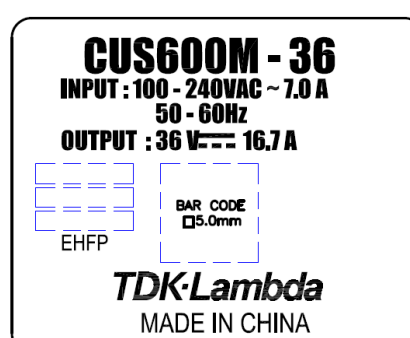 CUS600M - 36
INPUT : 100 - 240VAC ~ 7.0 A
50 - 60Hz
OUTPUT : 36 V⎓ 16.7 A
BAR CODE
□5.0mm
EHFP
TDK·Lambda
MADE IN CHINA